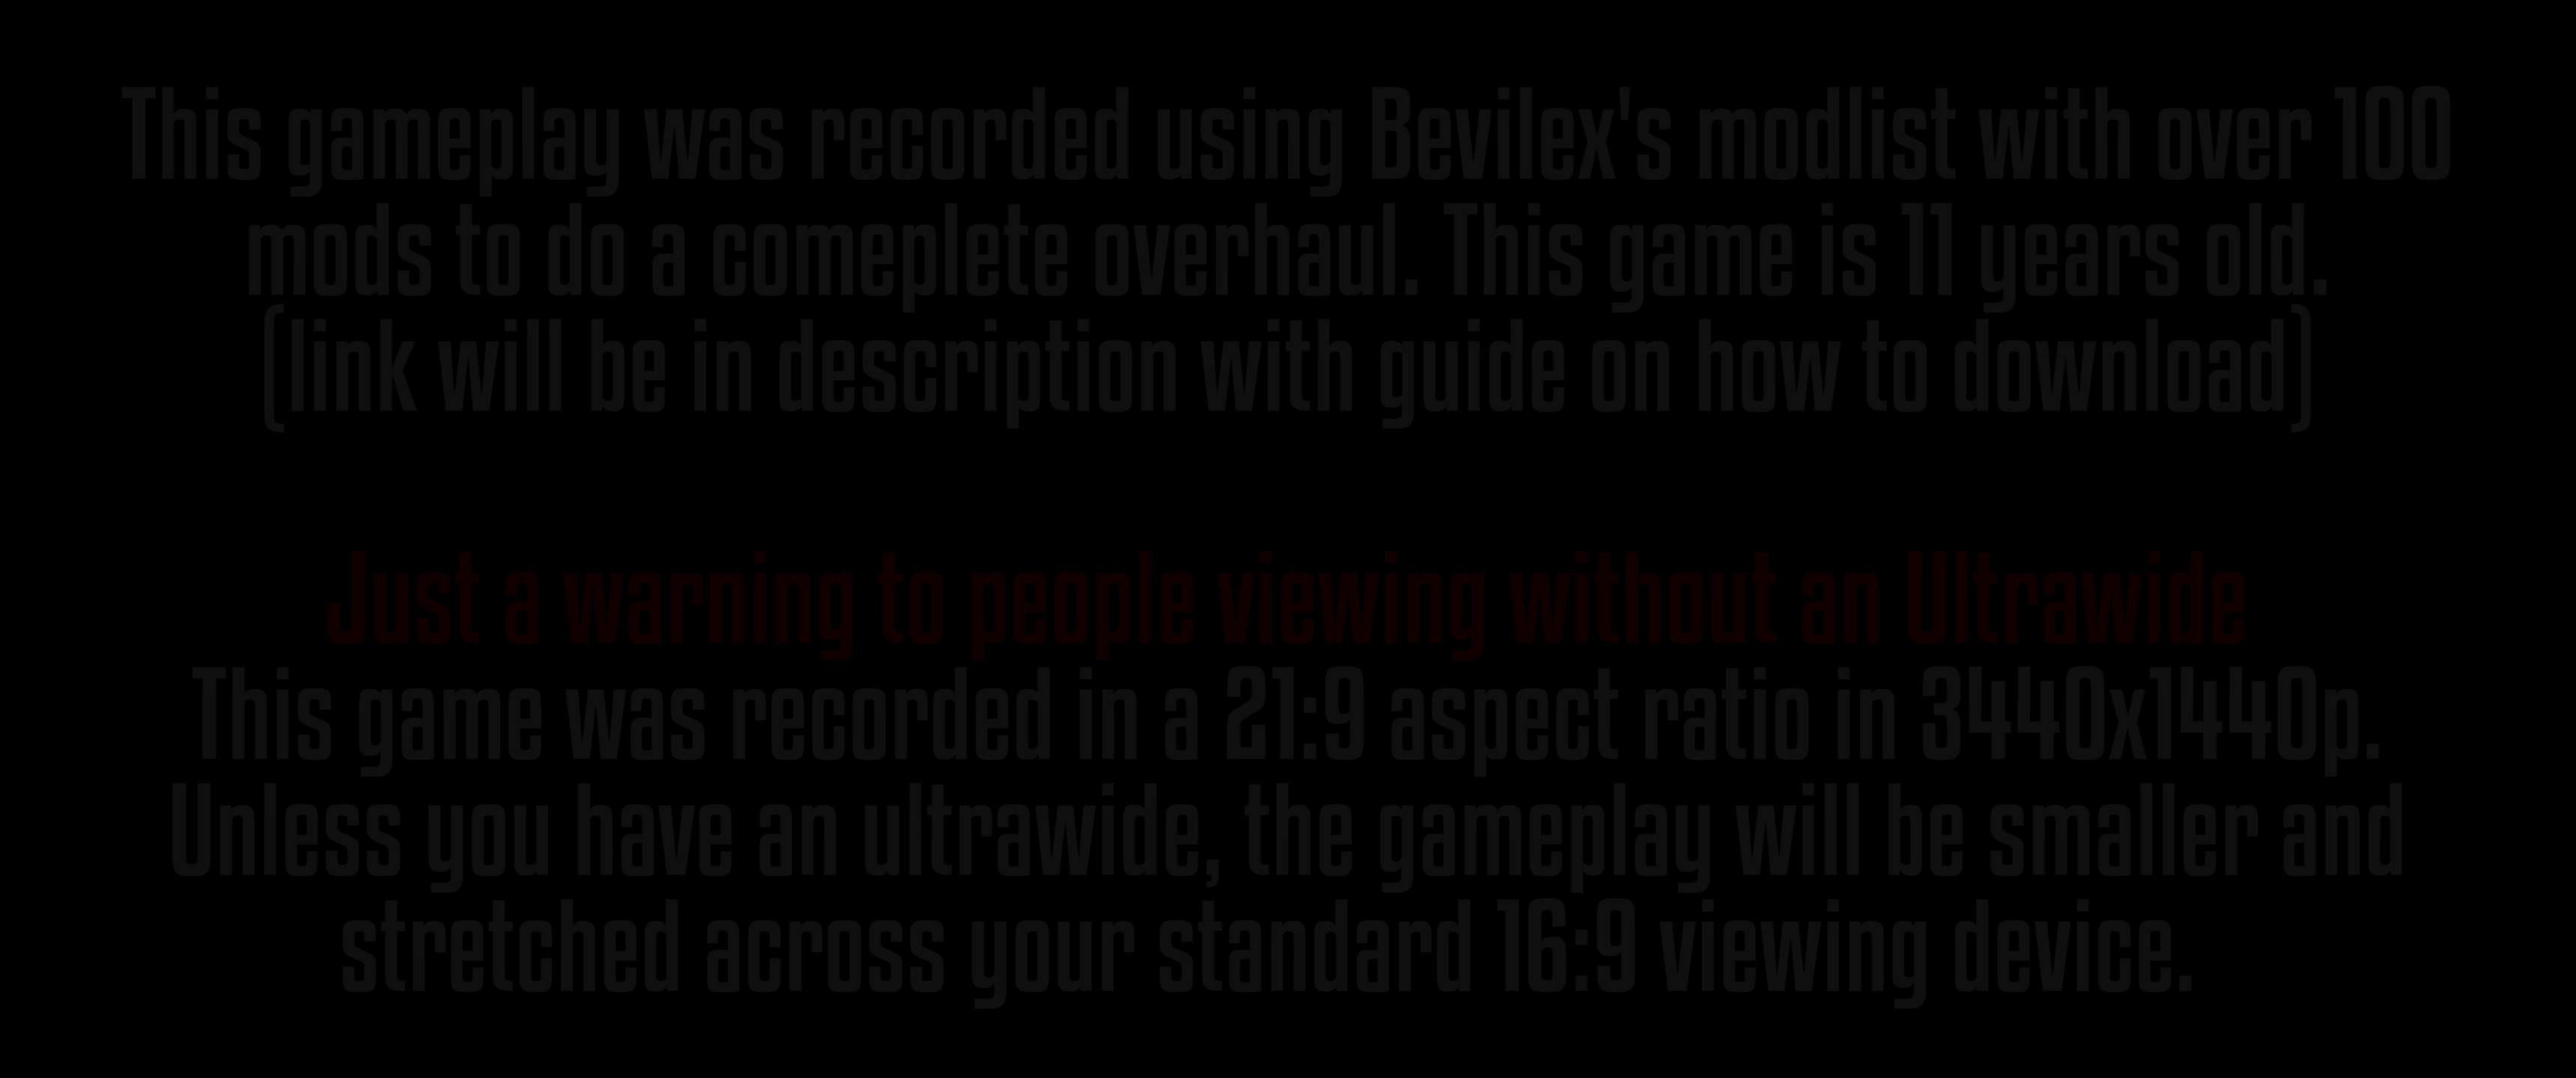 This gameplay was recorded using Bevilex's modlist with over 100
mods to do a comeplete overhaul. This game is 11 years old.
(link will be in description with guide on how to download)
Just a warning to people viewing without an Ultrawide
This game was recorded in a 21:9 aspect ratio in 3440x1440p.
Unless you have an ultrawide, the gameplay will be smaller and
stretched across your standard 16:9 viewing device.